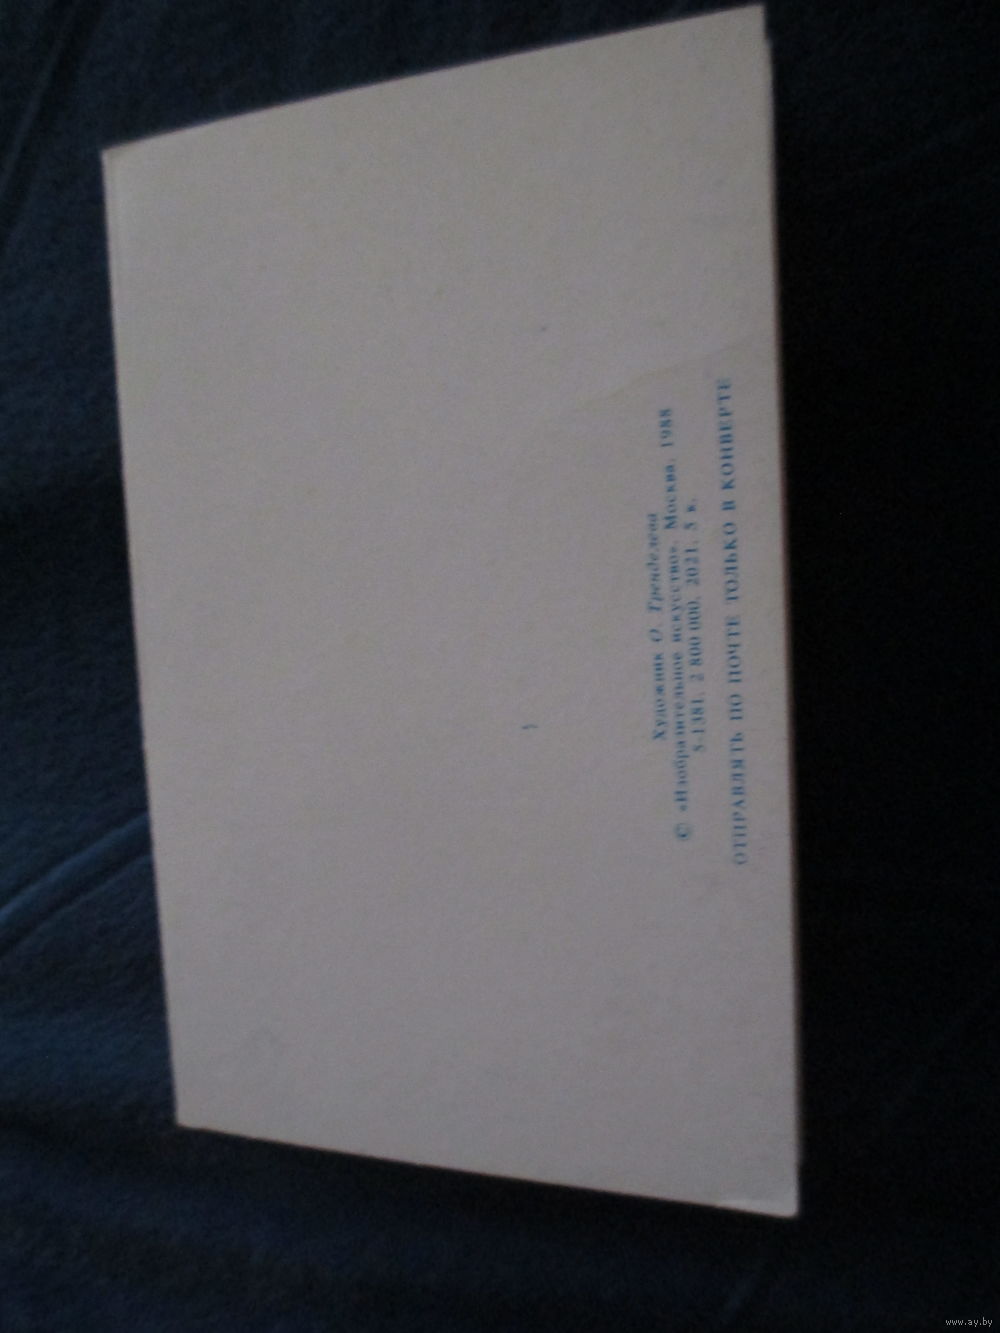 Художник О. Тренделева
© «Изобразительное искусство». Москва. 1988
5-1381. 2 800 000. 2021. 5 к.
ОТПРАВЛЯТЬ ПО ПОЧТЕ ТОЛЬКО В КОНВЕРТЕ
www.ay.by